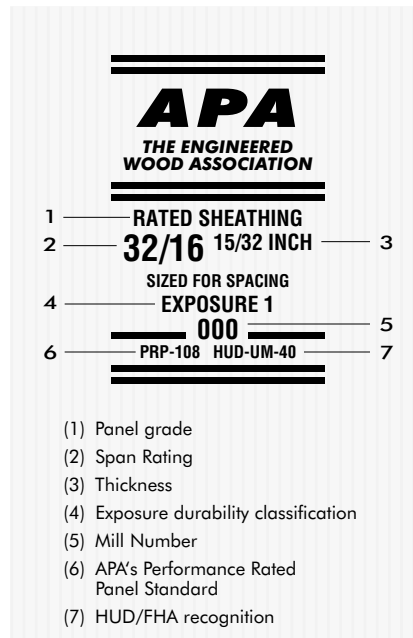 APA
THE ENGINEERED
WOOD ASSOCIATION
1 RATED SHEATHING
2 32/16 15/32 INCH 3
SIZED FOR SPACING
4 EXPOSURE 1
000 5
6 PRP-108 HUD-UM-40 7
(1) Panel grade
(2) Span Rating
(3) Thickness
(4) Exposure durability classification
(5) Mill Number
(6) APA's Performance Rated
Panel Standard
(7) HUD/FHA recognition